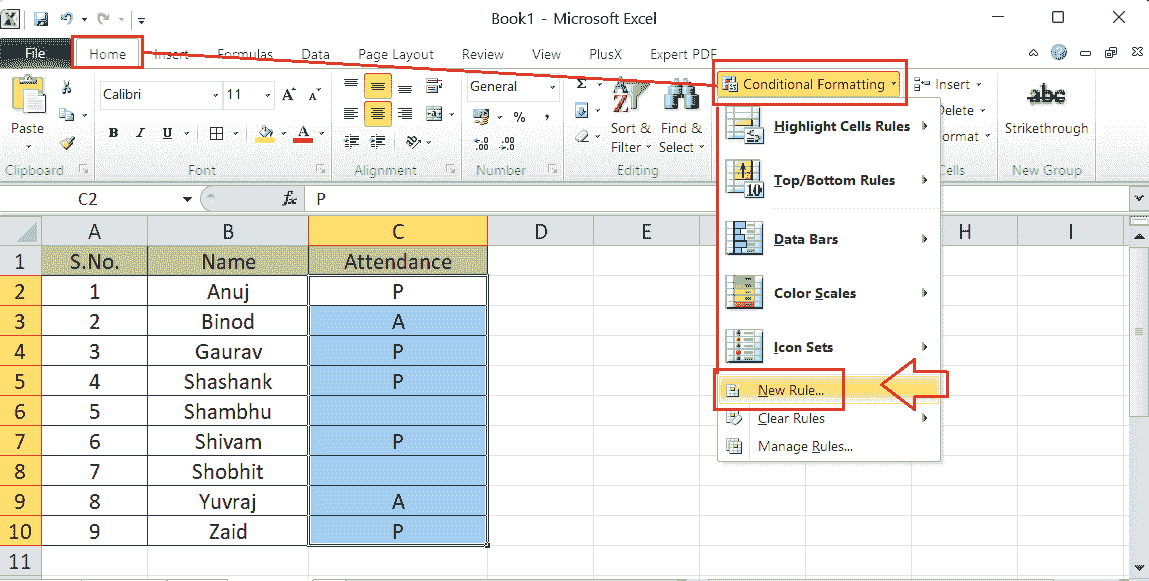 Book1 - Microsoft Excel
File Home Insert Formulas Data Page Layout Review View PlusX Expert PDF
Calibri 11 General Conditional Formatting Insert
Paste B I U A A A Σ % , Sort & Find & Delete abc
Filter Select Format Strikethrough
Clipboard Font Alignment Number Editing Cells New Group
Highlight Cells Rules
Top/Bottom Rules
Data Bars
Color Scales
Icon Sets
New Rule...
Clear Rules
Manage Rules...
C2 fx P
A B C D E H I
1 S.No. Name Attendance
2 1 Anuj P
3 2 Binod A
4 3 Gaurav P
5 4 Shashank P
6 5 Shambhu
7 6 Shivam P
8 7 Shobhit
9 8 Yuvraj A
10 9 Zaid P
11